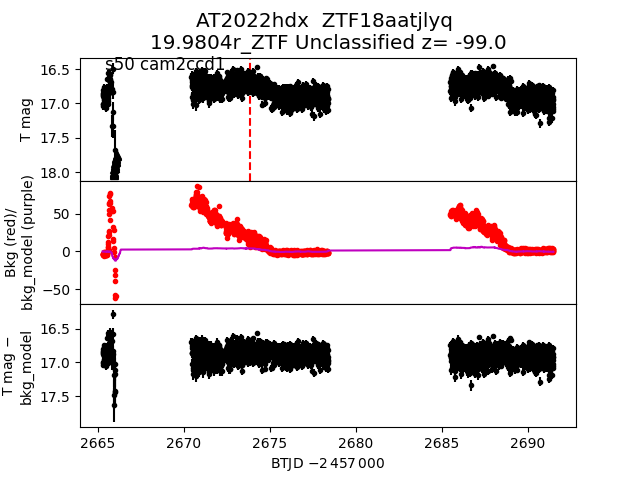 AT2022hdx  ZTF18aatjlyq
19.9804r_ZTF Unclassified z= -99.0
s50 cam2ccd1
16.5
17.0
17.5
18.0
T mag
50
0
−50
Bkg (red)/
bkg_model (purple)
16.5
17.0
17.5
T mag −
bkg_model
2665
2670
2675
2680
2685
2690
BTJD −2 457 000